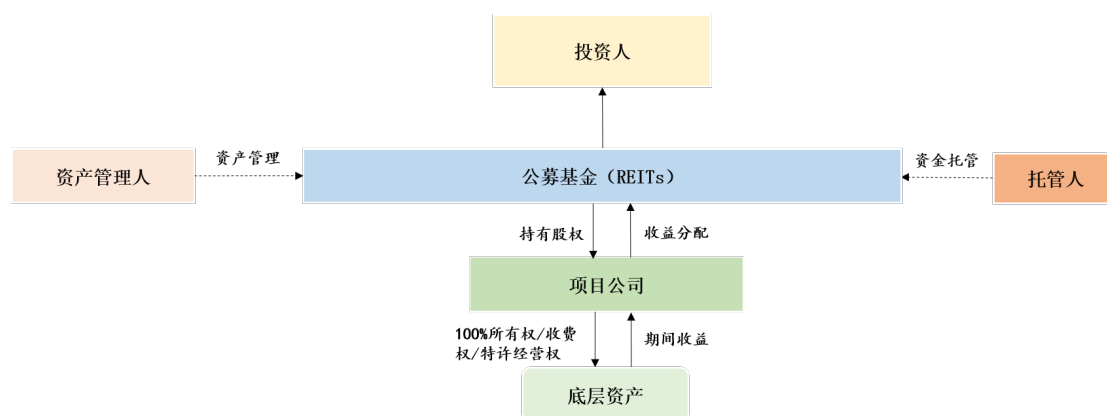 投资人
资产管理
资金托管
资产管理人
公募基金（REITs）
托管人
持有股权
收益分配
项目公司
100%所有权/收费
权/特许经营权
期间收益
底层资产